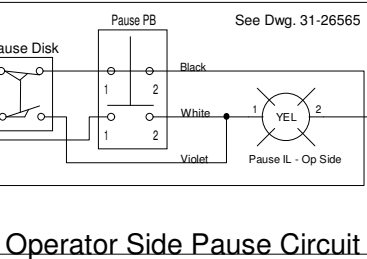 Pause PB
See Dwg. 31-26565
ause Disk
Black
1 2
White
1 YEL 2
1 2
Violet
Pause IL - Op Side
Operator Side Pause Circuit